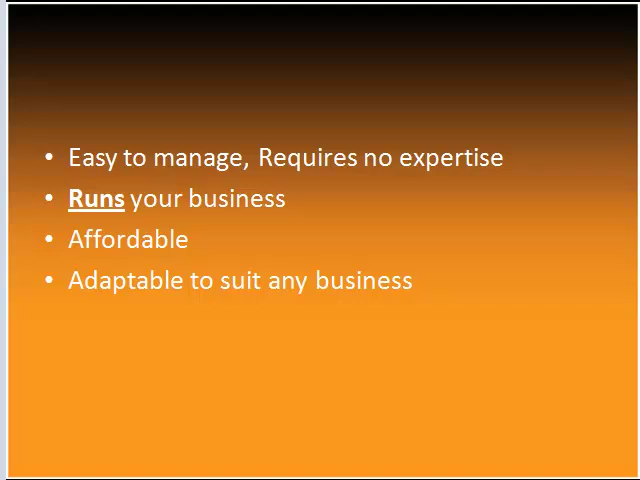 • Easy to manage, Requires no expertise
• Runs your business
• Affordable
• Adaptable to suit any business